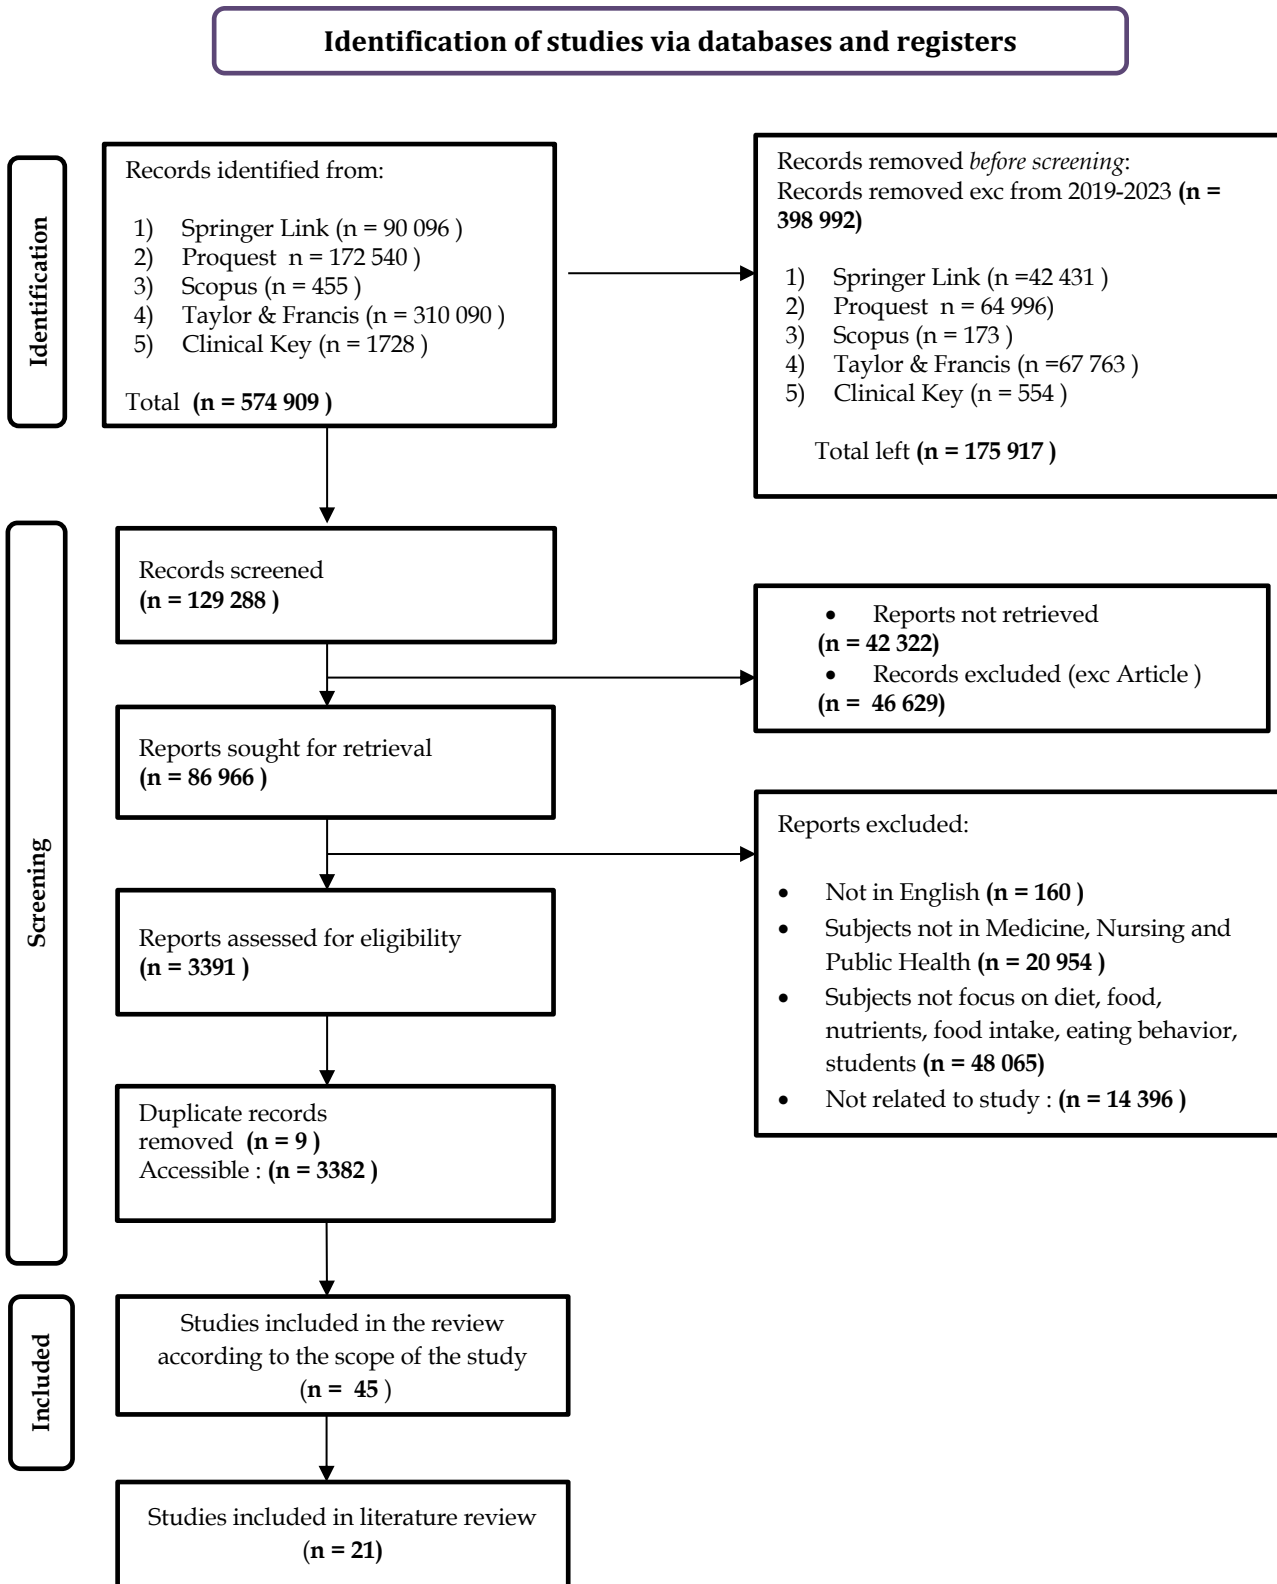 Identification of studies via databases and registers
Identification
Records identified from:
1) Springer Link (n = 90 096 )
2) Proquest n = 172 540 )
3) Scopus (n = 455 )
4) Taylor & Francis (n = 310 090 )
5) Clinical Key (n = 1728 )
Total (n = 574 909 )
Records removed before screening:
Records removed exc from 2019-2023 (n =
398 992)
1) Springer Link (n =42 431 )
2) Proquest n = 64 996)
3) Scopus (n = 173 )
4) Taylor & Francis (n =67 763 )
5) Clinical Key (n = 554 )
Total left (n = 175 917 )
Screening
Records screened
(n = 129 288 )
• Reports not retrieved
(n = 42 322)
• Records excluded (exc Article )
(n = 46 629)
Reports sought for retrieval
(n = 86 966 )
Reports excluded:
• Not in English (n = 160 )
• Subjects not in Medicine, Nursing and
Public Health (n = 20 954 )
• Subjects not focus on diet, food,
nutrients, food intake, eating behavior,
students (n = 48 065)
• Not related to study : (n = 14 396 )
Reports assessed for eligibility
(n = 3391 )
Duplicate records
removed (n = 9 )
Accessible : (n = 3382 )
Included
Studies included in the review
according to the scope of the study
(n = 45 )
Studies included in literature review
(n = 21)